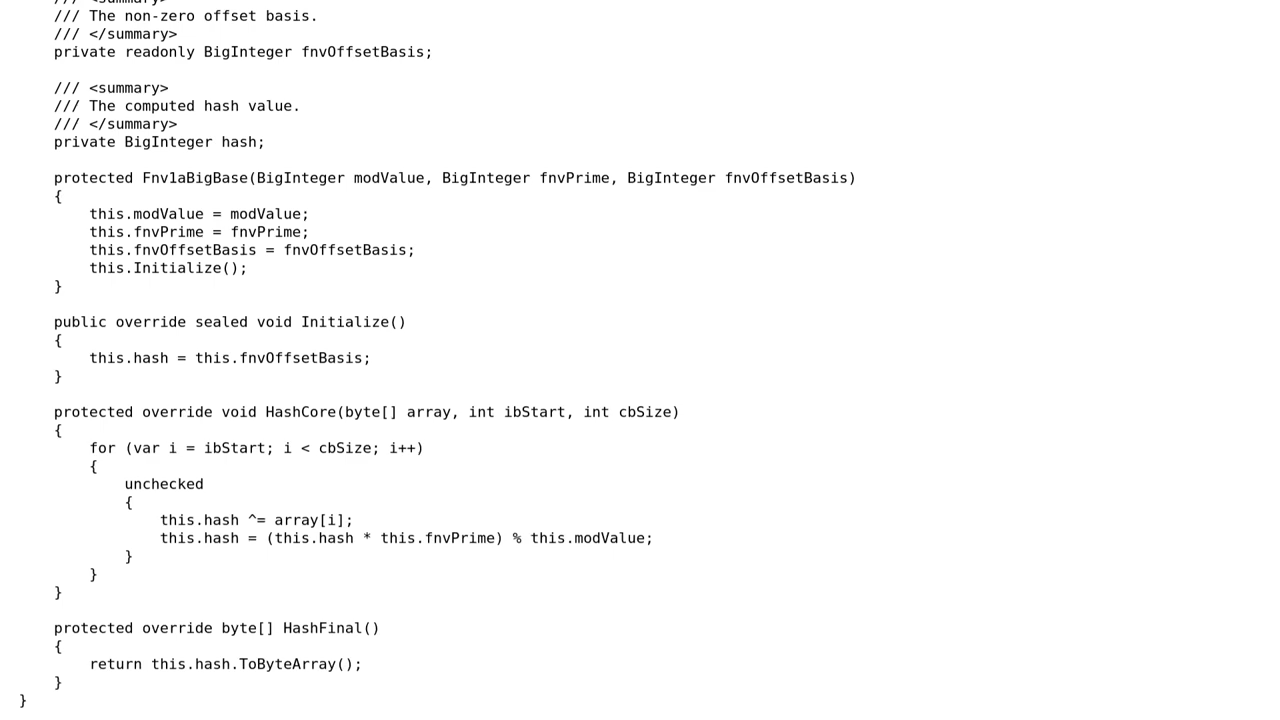 /// <summary>
/// The non-zero offset basis.
/// </summary>
private readonly BigInteger fnvOffsetBasis;
/// <summary>
/// The computed hash value.
/// </summary>
private BigInteger hash;
protected Fnv1aBigBase(BigInteger modValue, BigInteger fnvPrime, BigInteger fnvOffsetBasis)
{
this.modValue = modValue;
this.fnvPrime = fnvPrime;
this.fnvOffsetBasis = fnvOffsetBasis;
this.Initialize();
}
public override sealed void Initialize()
{
this.hash = this.fnvOffsetBasis;
}
protected override void HashCore(byte[] array, int ibStart, int cbSize)
{
for (var i = ibStart; i < cbSize; i++)
{
unchecked
{
this.hash ^= array[i];
this.hash = (this.hash * this.fnvPrime) % this.modValue;
}
}
}
protected override byte[] HashFinal()
{
return this.hash.ToByteArray();
}
}